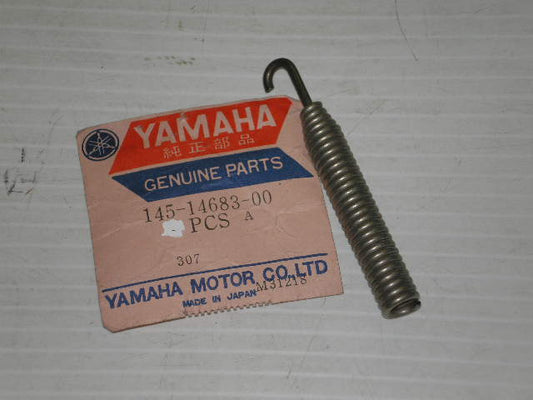 YAMAHA
純正部品
GENUINE PARTS
145-14683-00
PCS A
307
YAMAHA MOTOR CO.,LTD
M31218
MADE IN JAPAN